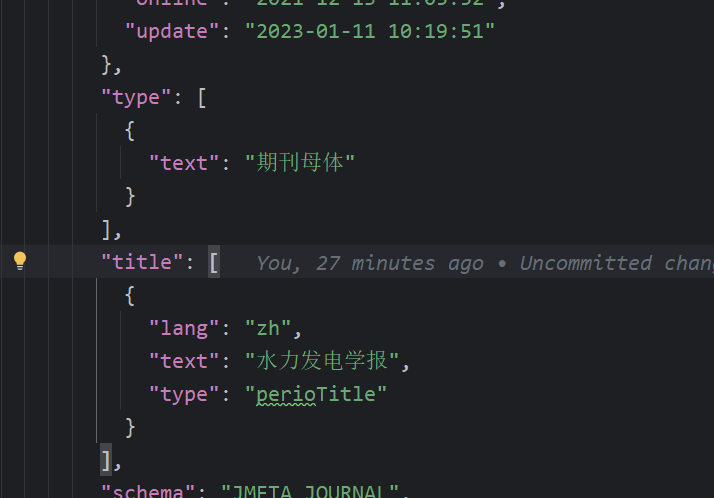 "online": "2021-12-15 11:05:52",
"update": "2023-01-11 10:19:51"
},
"type": [
{
"text": "期刊母体"
}
],
"title": [ You, 27 minutes ago • Uncommitted chang
{
"lang": "zh",
"text": "水力发电学报",
"type": "perioTitle"
}
],
"schema": "JMETA_JOURNAL",